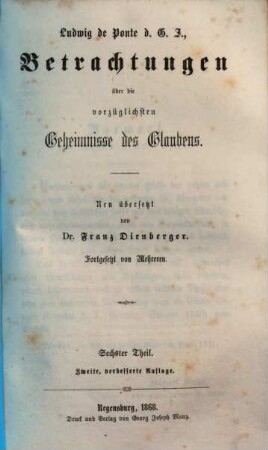 Ludwig de Ponte d. G. J.,
Betrachtungen
über die
vorzüglichsten
Geheimnisse des Glaubens.
Neu übersetzt
von
Dr. Franz Dirnberger.
Fortgesetzt von Mehreren.
Sechster Theil.
Zweite, verbesserte Auflage.
Regensburg, 1868.
Druck und Verlag von Georg Joseph Manz.